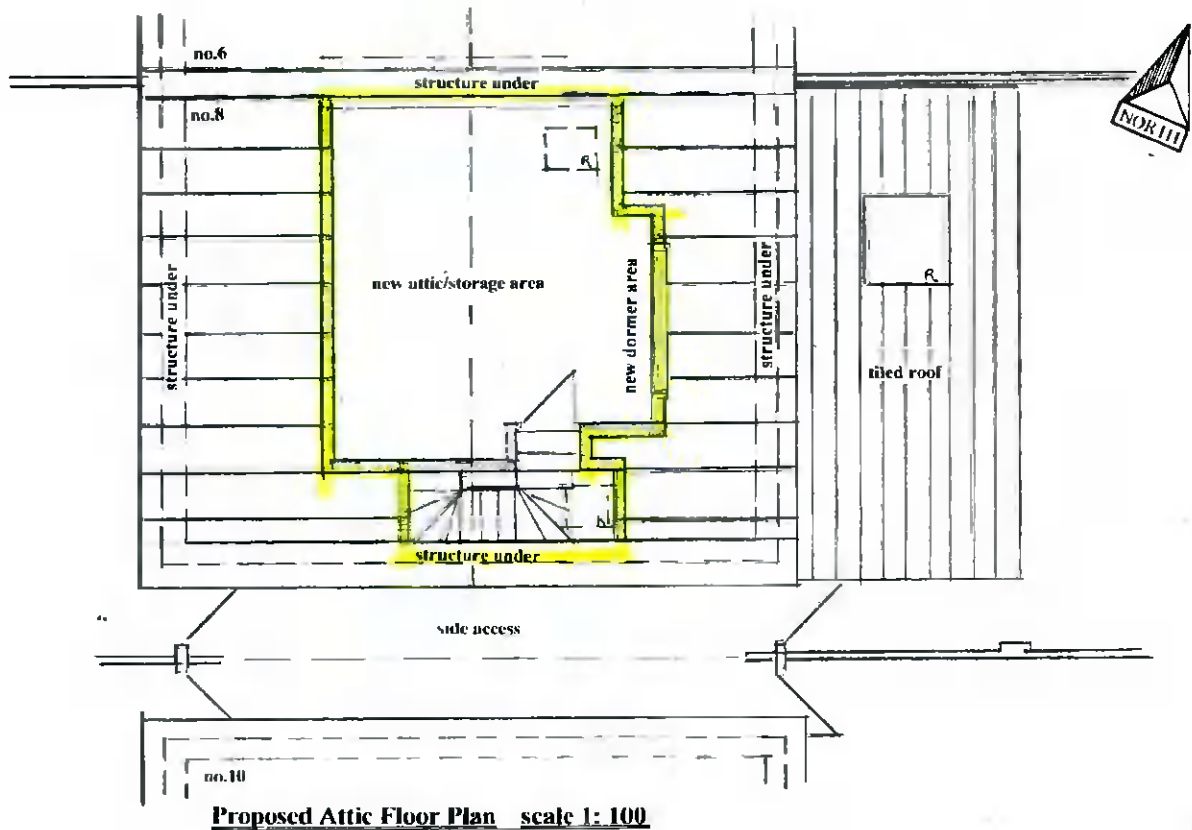 no.6
structure under
NORTH
no.8
R
new attic/storage area
structure under
new dormer area
structure under
R
tiled roof
R
structure under
side access
no.10
Proposed Attic Floor Plan scale 1: 100